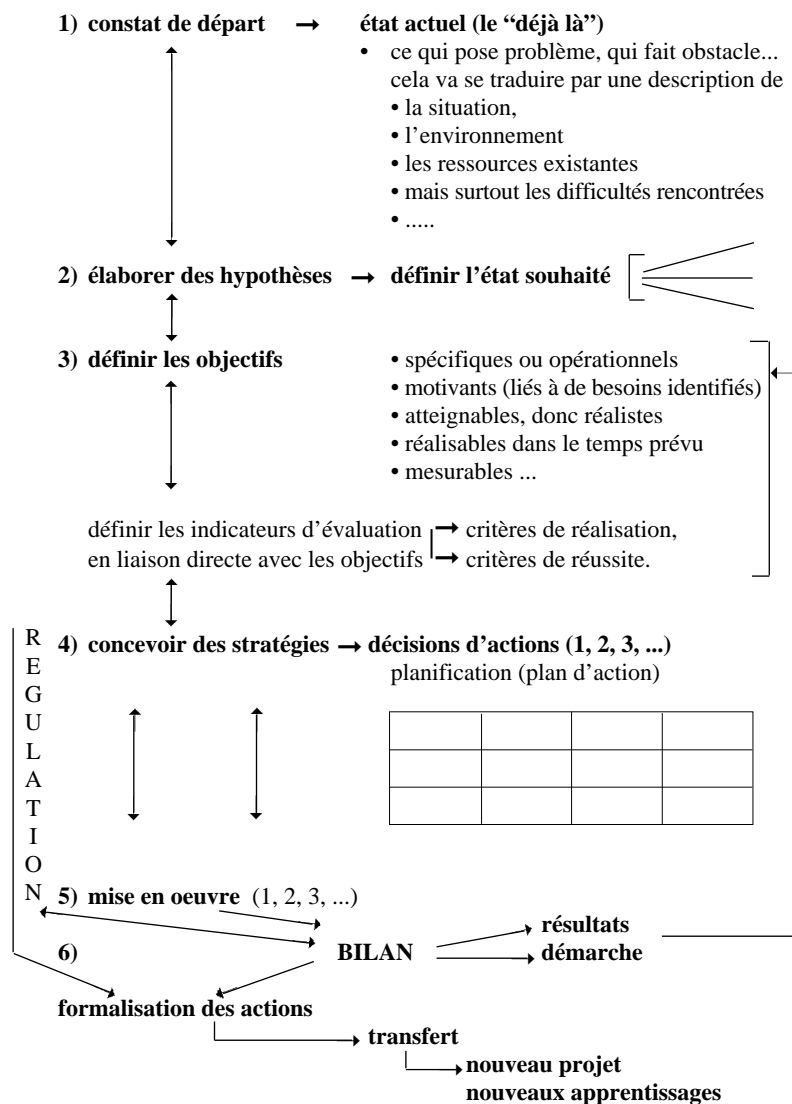 1) constat de départ → état actuel (le “déjà là”)
• ce qui pose problème, qui fait obstacle...
cela va se traduire par une description de
• la situation,
• l’environnement
• les ressources existantes
• mais surtout les difficultés rencontrées
• .....
2) élaborer des hypothèses → définir l’état souhaité
3) définir les objectifs
• spécifiques ou opérationnels
• motivants (liés à de besoins identifiés)
• atteignables, donc réalistes
• réalisables dans le temps prévu
• mesurables ...
définir les indicateurs d’évaluation → critères de réalisation,
en liaison directe avec les objectifs → critères de réussite.
REGULATION
4) concevoir des stratégies → décisions d’actions (1, 2, 3, ...)
planification (plan d’action)
5) mise en oeuvre (1, 2, 3, ...)
résultats
6) BILAN démarche
formalisation des actions
transfert
nouveau projet
nouveaux apprentissages